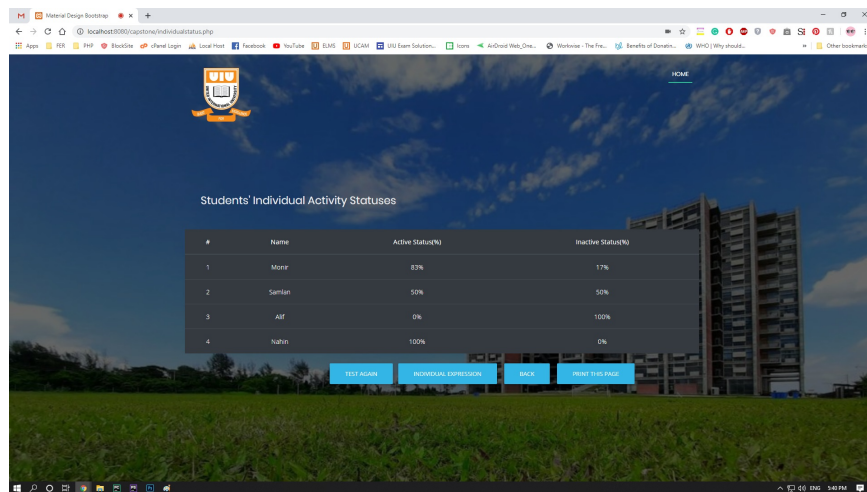 Material Design Bootstrap
localhost:8080/capstone/individualstatus.php
Apps FER PHP BlockSite cPanel Login Local Host Facebook YouTube ELMS UCAM UIU Exam Solution... Icons AirDroid Web_One... Workwise - The Fre... Benefits of Donatin... WHO | Why should... » Other bookmark
UIU
HOME
Students' Individual Activity Statuses
# Name Active Status(%) Inactive Status(%)
1 Monir 83% 17%
2 Samian 50% 50%
3 Alif 0% 100%
4 Nahin 100% 0%
TEST AGAIN INDIVIDUAL EXPRESSION BACK PRINT THIS PAGE
ENG 5:40 PM